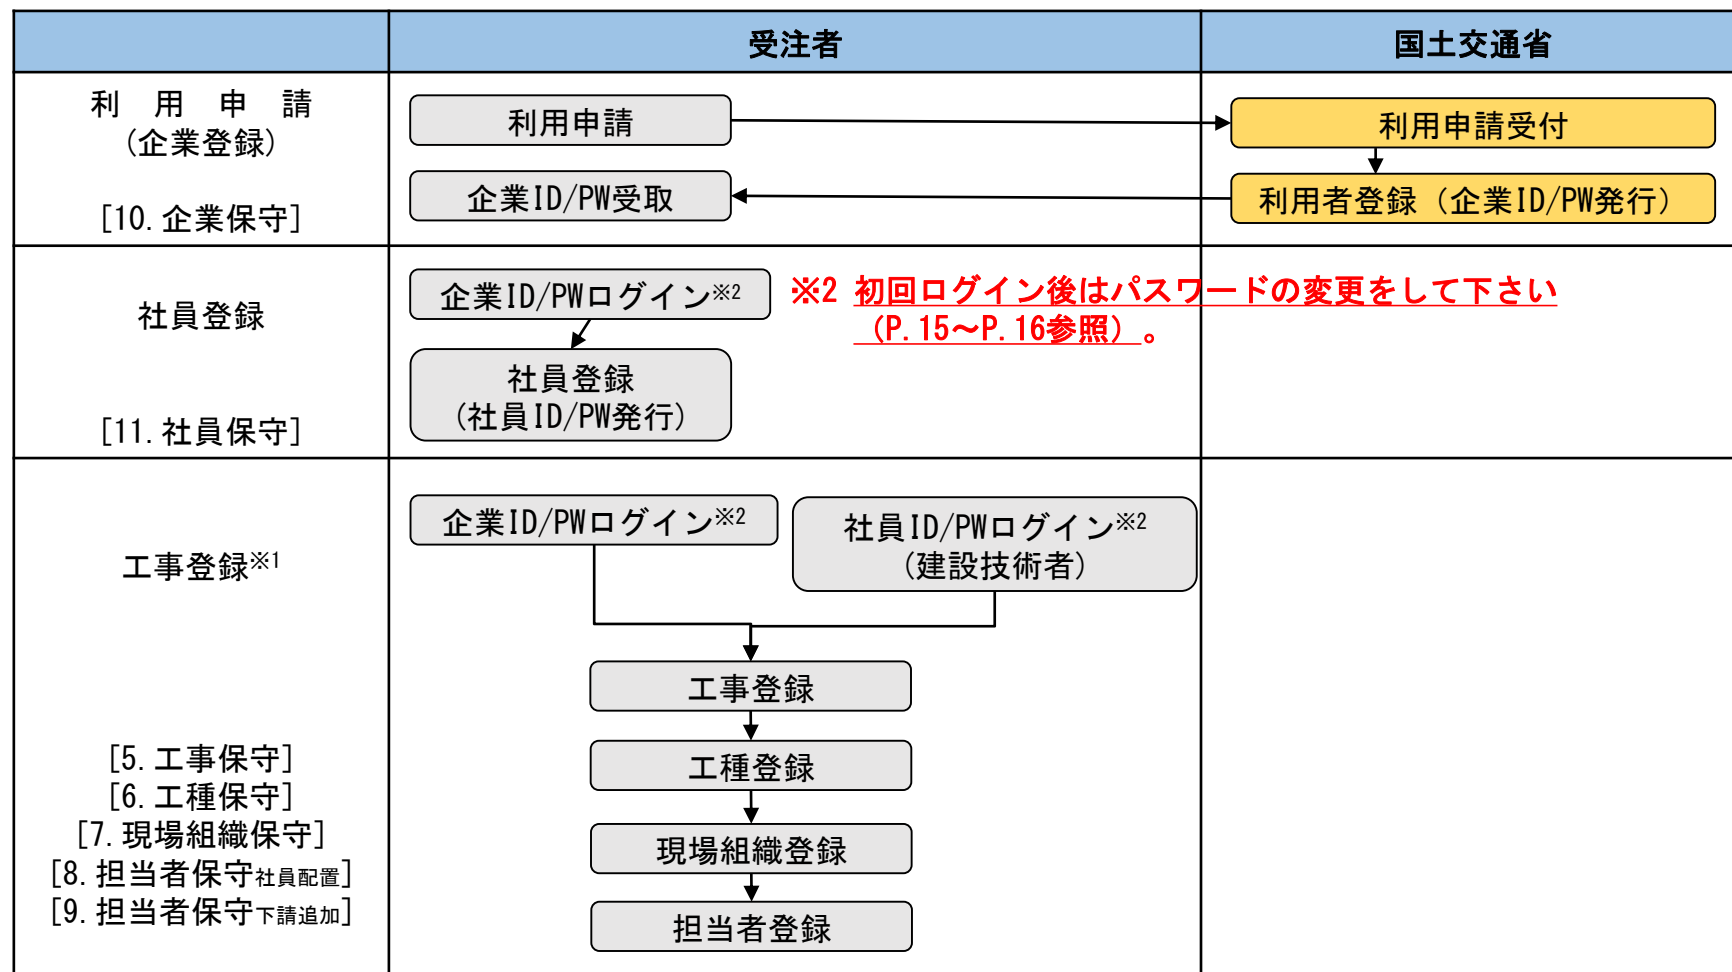 受注者
国土交通省
利　用　申　請
(企業登録)
[10.企業保守]
利用申請
利用申請受付
企業ID/PW受取
利用者登録（企業ID/PW発行）
社員登録
[11.社員保守]
企業ID/PWログイン※2
※2 初回ログイン後はパスワードの変更をして下さい
（P.15～P.16参照）。
社員登録
(社員ID/PW発行)
工事登録※1
[5.工事保守]
[6.工種保守]
[7.現場組織保守]
[8.担当者保守社員配置]
[9.担当者保守下請追加]
企業ID/PWログイン※2
社員ID/PWログイン※2
(建設技術者)
工事登録
工種登録
現場組織登録
担当者登録